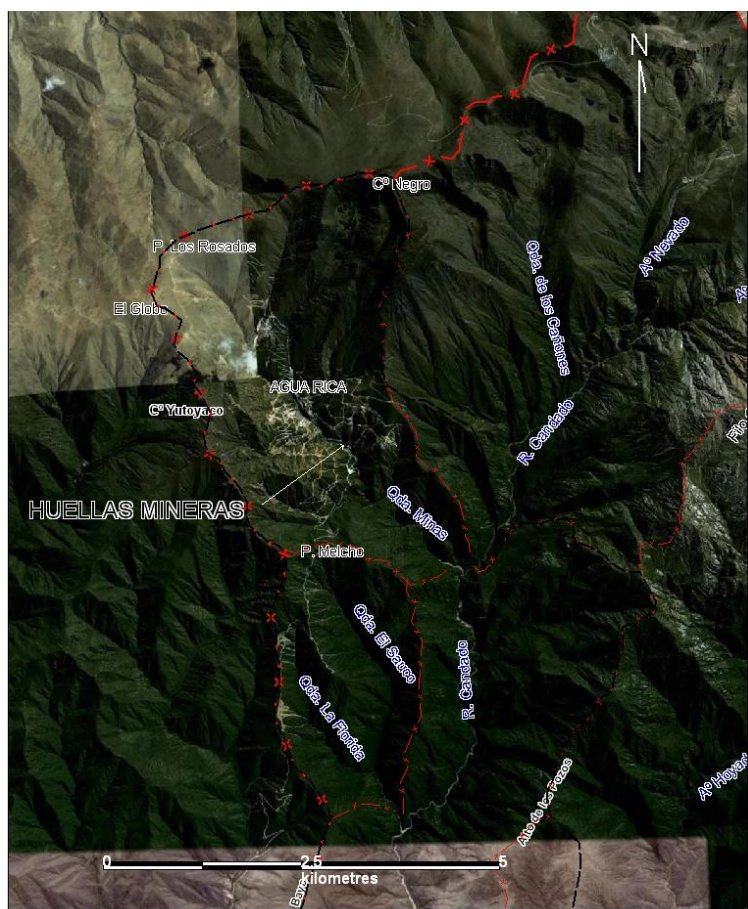 N
Cº Negro
P. Los Rosados
Aº Nevado
Qda. de los Cañones
El Globo
AGUA RICA
Cº Yutoyaco
R. Candado
HUELLAS MINERAS
Qda. Minas
P. Melcho
Qda. El Sauce
R. Candado
Qda. La Florida
Alto de los Pozos
0 2,5 5
kilometres